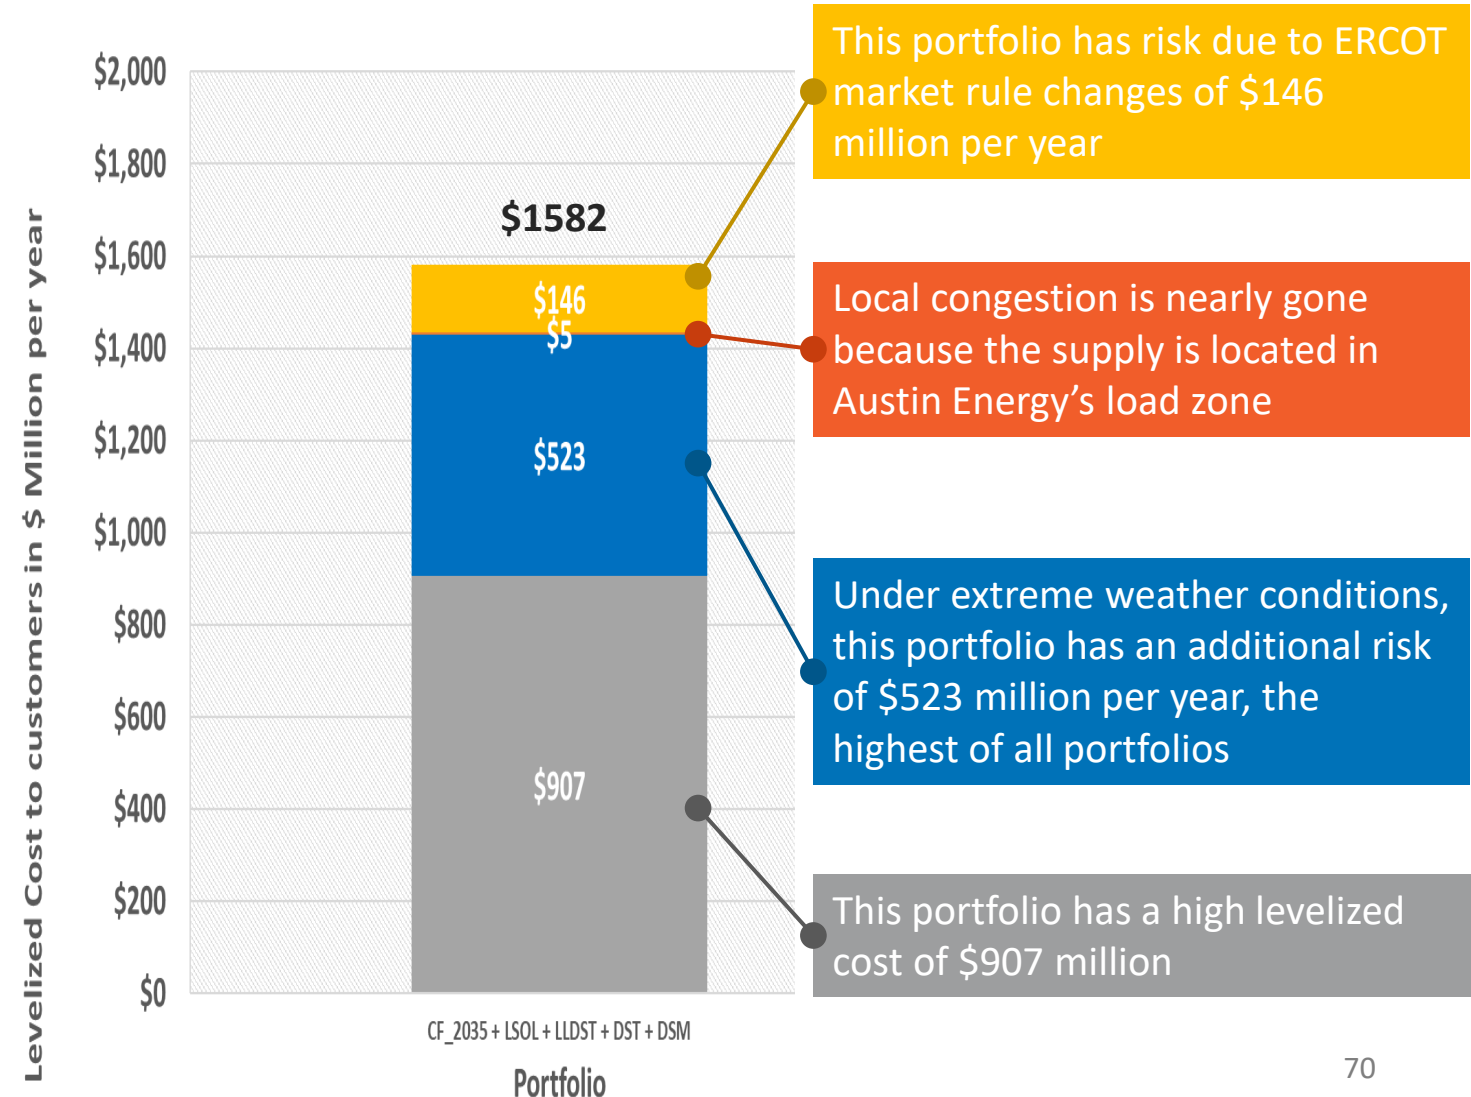 Levelized Cost to customers in $ Million per year
$2,000
$1,800
$1,600
$1,400
$1,200
$1,000
$800
$600
$400
$200
$0
$1582
$146
$5
$523
$907
CF_2035 + LSOL + LLDST + DST + DSM
Portfolio
This portfolio has risk due to ERCOT
market rule changes of $146
million per year
Local congestion is nearly gone
because the supply is located in
Austin Energy’s load zone
Under extreme weather conditions,
this portfolio has an additional risk
of $523 million per year, the
highest of all portfolios
This portfolio has a high levelized
cost of $907 million
70